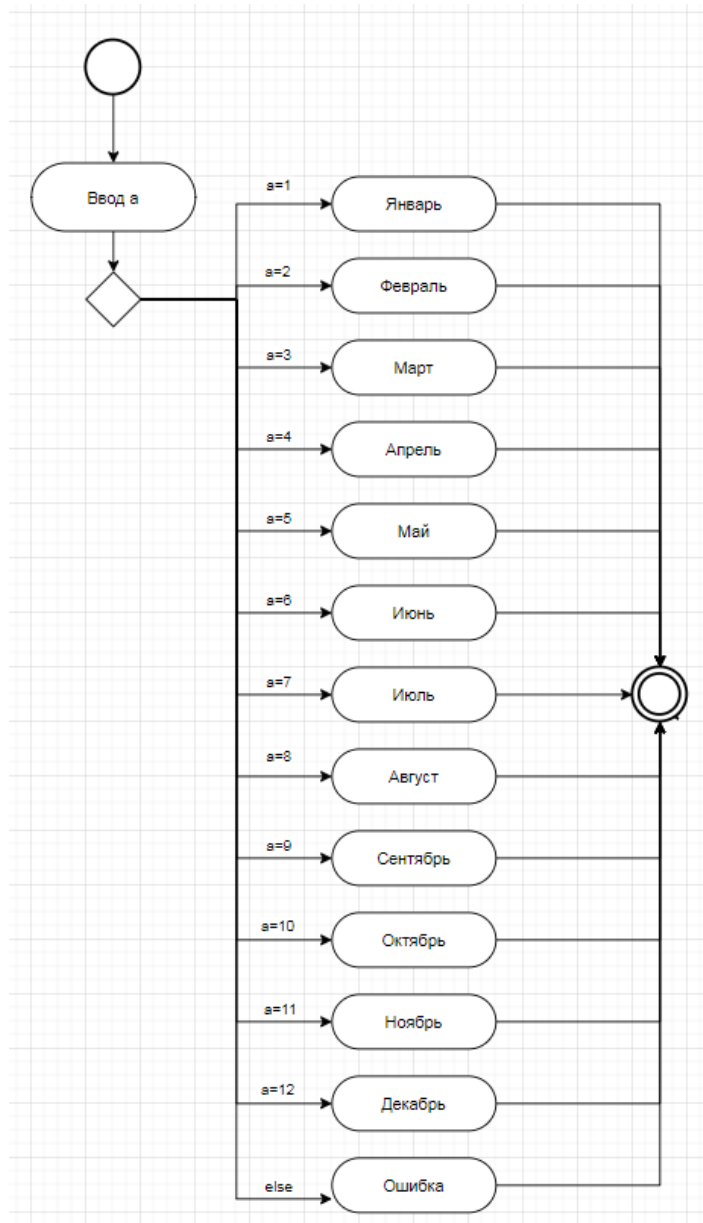 Ввод а
a=1
Январь
a=2
Февраль
a=3
Март
a=4
Апрель
a=5
Май
a=6
Июнь
a=7
Июль
a=8
Август
a=9
Сентябрь
a=10
Октябрь
a=11
Ноябрь
a=12
Декабрь
else
Ошибка